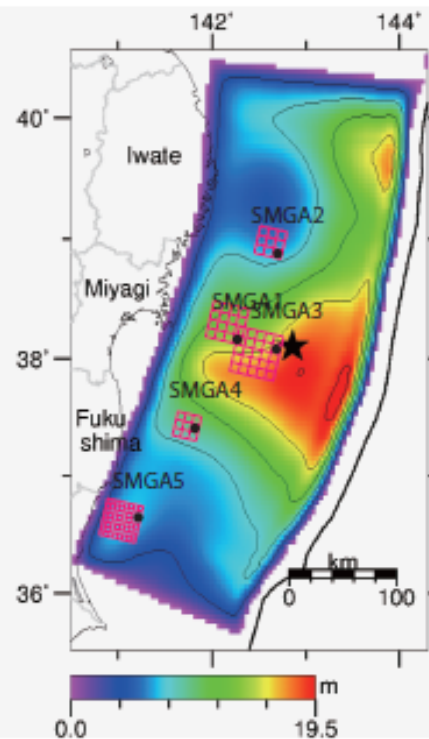 142° 144°
40°
Iwate
SMGA2
Miyagi
SMGA1
SMGA3
38°
SMGA4
Fuku
shima
SMGA5
km
36°
0 100
m
0.0 19.5